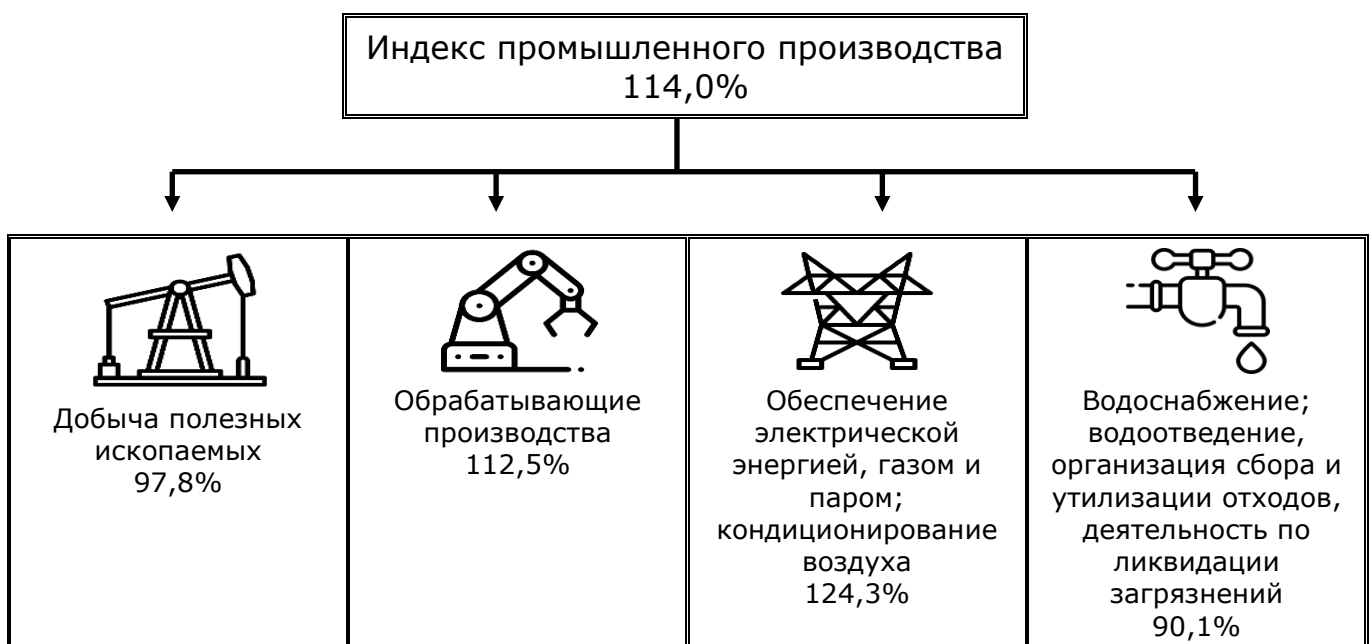 Индекс промышленного производства
114,0%
Добыча полезных
ископаемых
97,8%
Обрабатывающие
производства
112,5%
Обеспечение
электрической
энергией, газом и
паром;
кондиционирование
воздуха
124,3%
Водоснабжение;
водоотведение,
организация сбора и
утилизации отходов,
деятельность по
ликвидации
загрязнений
90,1%